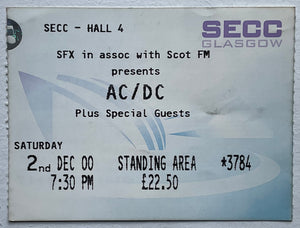 SECC - HALL 4
SECC
GLASGOW
SFX in assoc with Scot FM
presents
AC/DC
Plus Special Guests
SATURDAY
2nd DEC 00 STANDING AREA *3784
7:30 PM £22.50